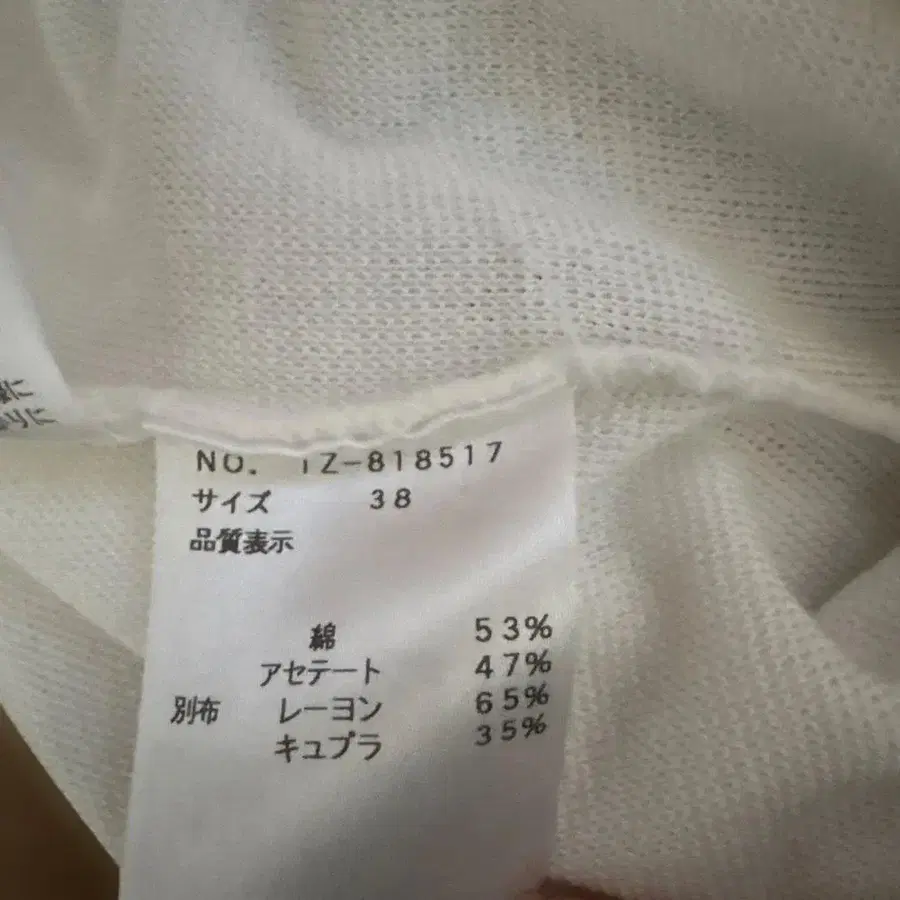 NO. TZ-818517
サイズ 38
品質表示
綿 53%
アセテート 47%
別布 レーヨン 65%
キュプラ 35%